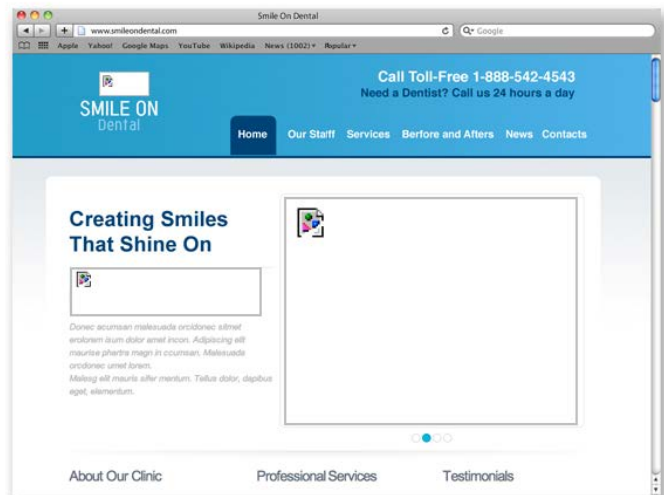 Smile On Dental
www.smileondental.com
Google
Apple Yahoo! Google Maps YouTube Wikipedia News (1002) Popular
Call Toll-Free 1-888-542-4543
Need a Dentist? Call us 24 hours a day
SMILE ON
Dental
Home Our Staff Services Berfore and Afters News Contacts
Creating Smiles
That Shine On
Donec acumsan malesuada orcidonec sitmet
erolorem isum dolor amet incon. Adipiscing elit
maurise phartra magn in ccumsan. Malesuada
orcdonec umet lorem.
Malesg elit mauris sifer mentum. Tellus dolor, dapibus
eget, elementum.
About Our Clinic Professional Services Testimonials